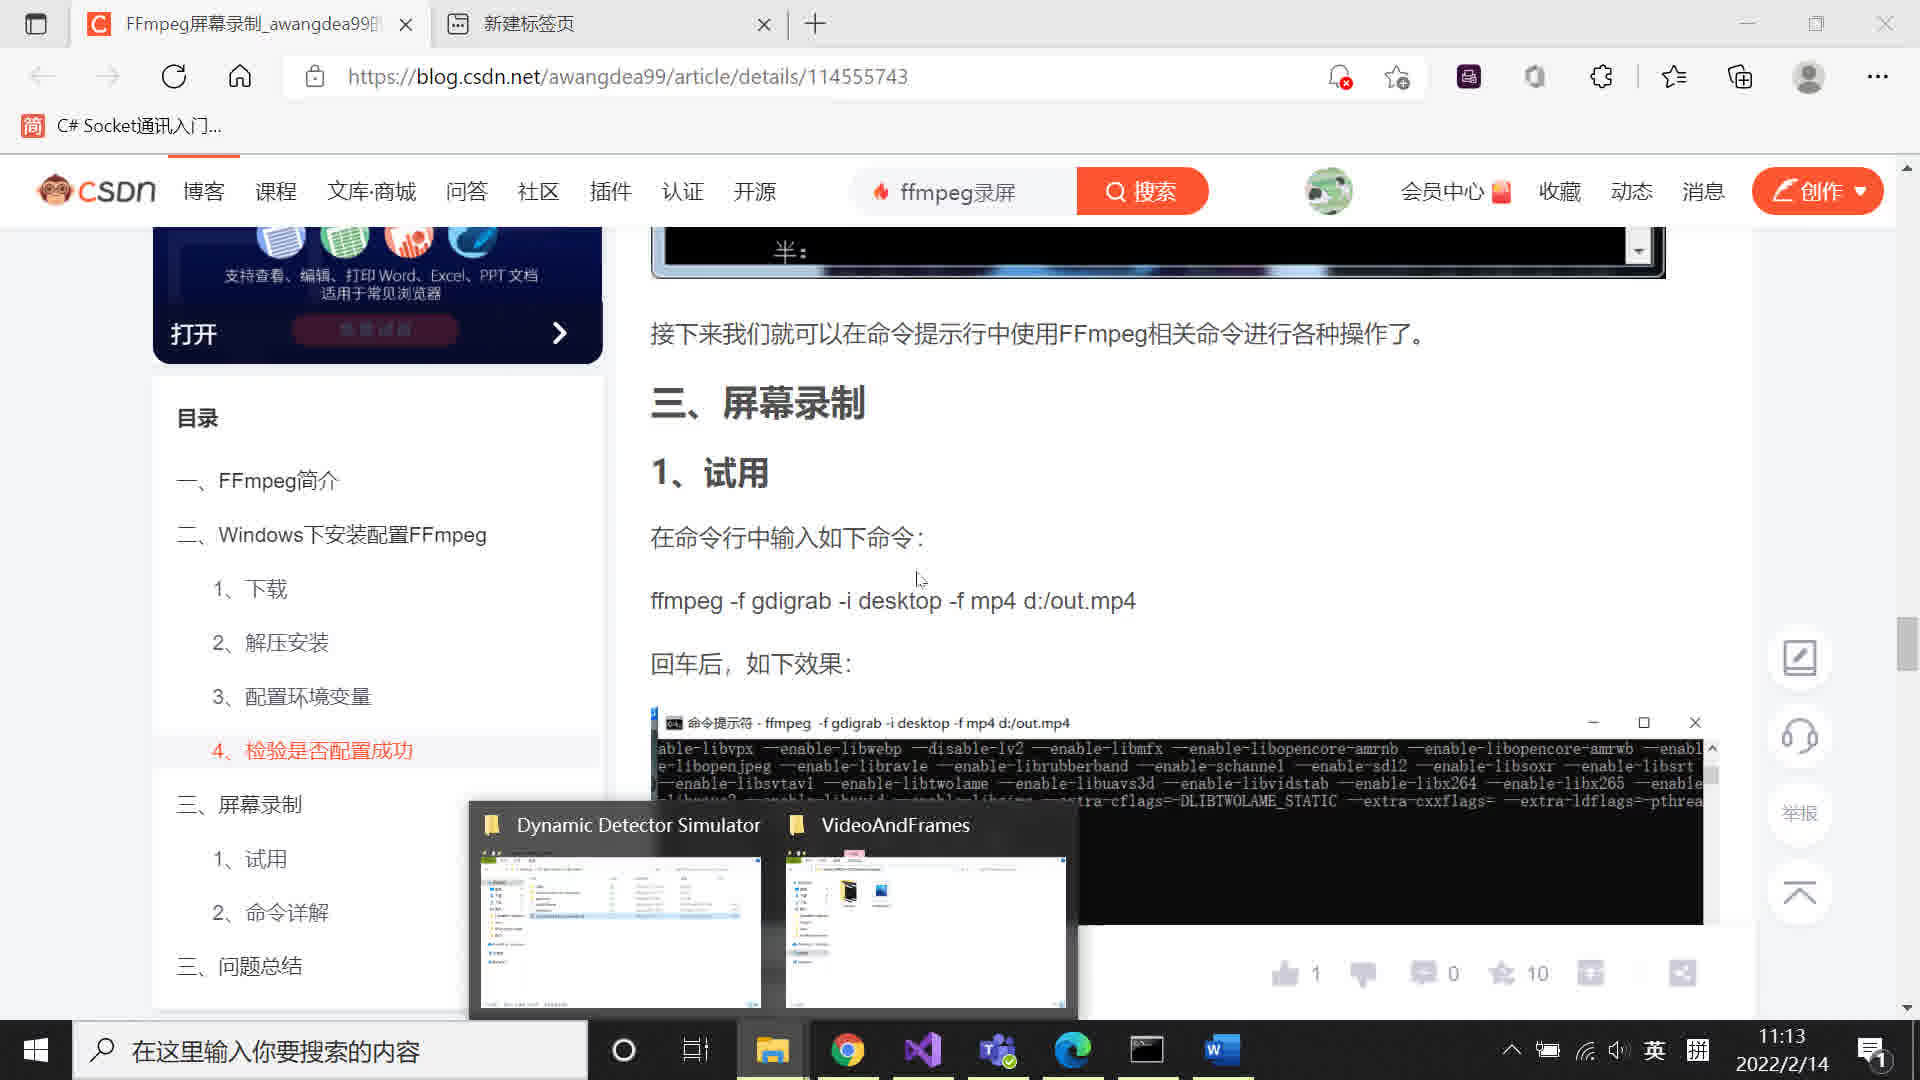 FFmpeg屏幕录制_awangdea99的
新建标签页
https://blog.csdn.net/awangdea99/article/details/114555743
简 C# Socket通讯入门...
CSDN 博客 课程 文库·商城 问答 社区 插件 认证 开源 ffmpeg录屏 搜索 会员中心 收藏 动态 消息 创作
支持查看、编辑、打印 Word、Excel、PPT 文档
适用于常见浏览器
打开
目录
一、FFmpeg简介
二、Windows下安装配置FFmpeg
1、下载
2、解压安装
3、配置环境变量
4、检验是否配置成功
三、屏幕录制
1、试用
2、命令详解
三、问题总结
半:
接下来我们就可以在命令提示行中使用FFmpeg相关命令进行各种操作了。
三、屏幕录制
1、试用
在命令行中输入如下命令：
ffmpeg -f gdigrab -i desktop -f mp4 d:/out.mp4
回车后，如下效果：
命令提示符 - ffmpeg -f gdigrab -i desktop -f mp4 d:/out.mp4
able-libvpx --enable-libwebp --disable-lv2 --enable-libmfx --enable-libopencore-amrnb --enable-libopencore-amrwb --enabl
e-libopenjpeg --enable-librav1e --enable-librubberband --enable-schannel --enable-sdl2 --enable-libsoxr --enable-libsrt
--enable-libsvtav1 --enable-libtwolame --enable-libuavs3d --enable-libvidstab --enable-libx264 --enable-libx265 --enable
--extra-cflags=-DLIBTWOLAME_STATIC --extra-cxxflags= --extra-ldflags=-pthrea
Dynamic Detector Simulator
VideoAndFrames
举报
1 0 10
在这里输入你要搜索的内容
英 拼
11:13
2022/2/14
1